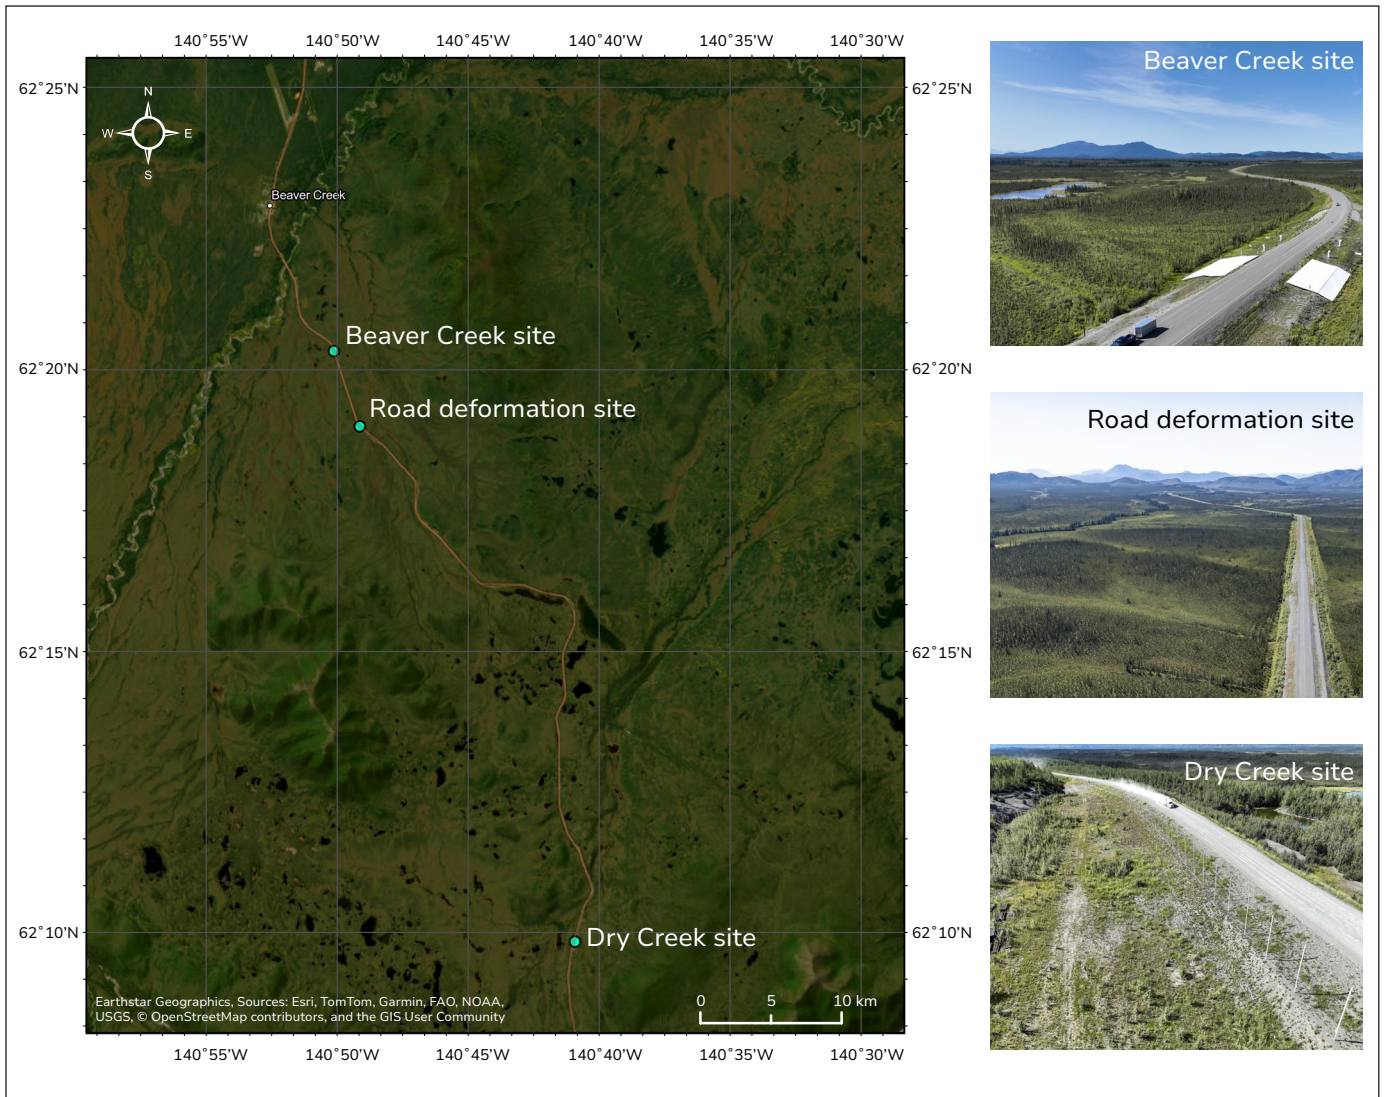 140°55'W 140°50'W 140°45'W 140°40'W 140°35'W 140°30'W
62°25'N
62°25'N
N
W E
S
Beaver Creek
Beaver Creek site
62°20'N
62°20'N
Road deformation site
62°15'N
62°15'N
62°10'N
62°10'N
Dry Creek site
Earthstar Geographics, Sources: Esri, TomTom, Garmin, FAO, NOAA,
USGS, © OpenStreetMap contributors, and the GIS User Community
0 5 10 km
140°55'W 140°50'W 140°45'W 140°40'W 140°35'W 140°30'W
Beaver Creek site
Road deformation site
Dry Creek site